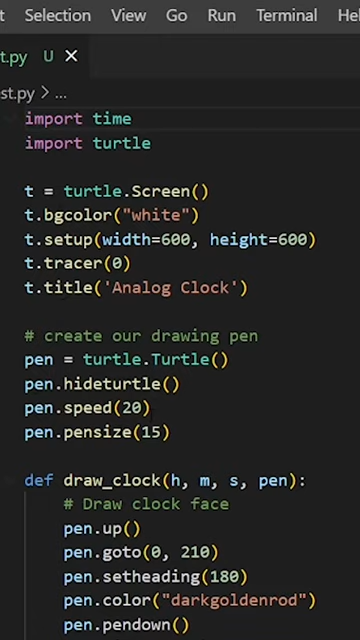 Selection View Go Run Terminal
.py U ×
st.py > ...
import time
import turtle
t = turtle.Screen()
t.bgcolor("white")
t.setup(width=600, height=600)
t.tracer(0)
t.title('Analog Clock')
# create our drawing pen
pen = turtle.Turtle()
pen.hideturtle()
pen.speed(20)
pen.pensize(15)
def draw_clock(h, m, s, pen):
# Draw clock face
pen.up()
pen.goto(0, 210)
pen.setheading(180)
pen.color("darkgoldenrod")
pen.pendown()